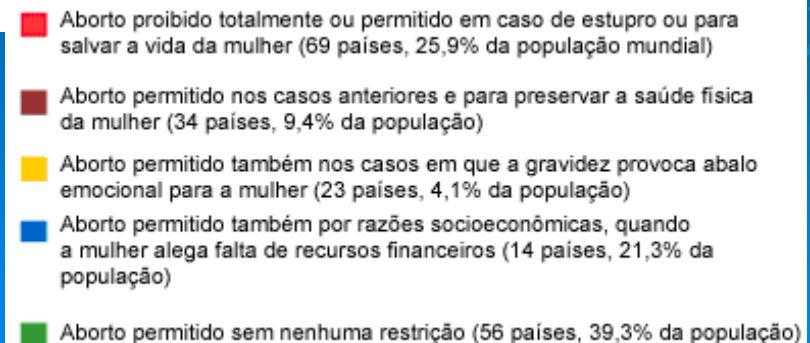 Aborto proibido totalmente ou permitido em caso de estupro ou para
salvar a vida da mulher (69 países, 25,9% da população mundial)
Aborto permitido nos casos anteriores e para preservar a saúde física
da mulher (34 países, 9,4% da população)
Aborto permitido também nos casos em que a gravidez provoca abalo
emocional para a mulher (23 países, 4,1% da população)
Aborto permitido também por razões socioeconômicas, quando
a mulher alega falta de recursos financeiros (14 países, 21,3% da
população)
Aborto permitido sem nenhuma restrição (56 países, 39,3% da população)